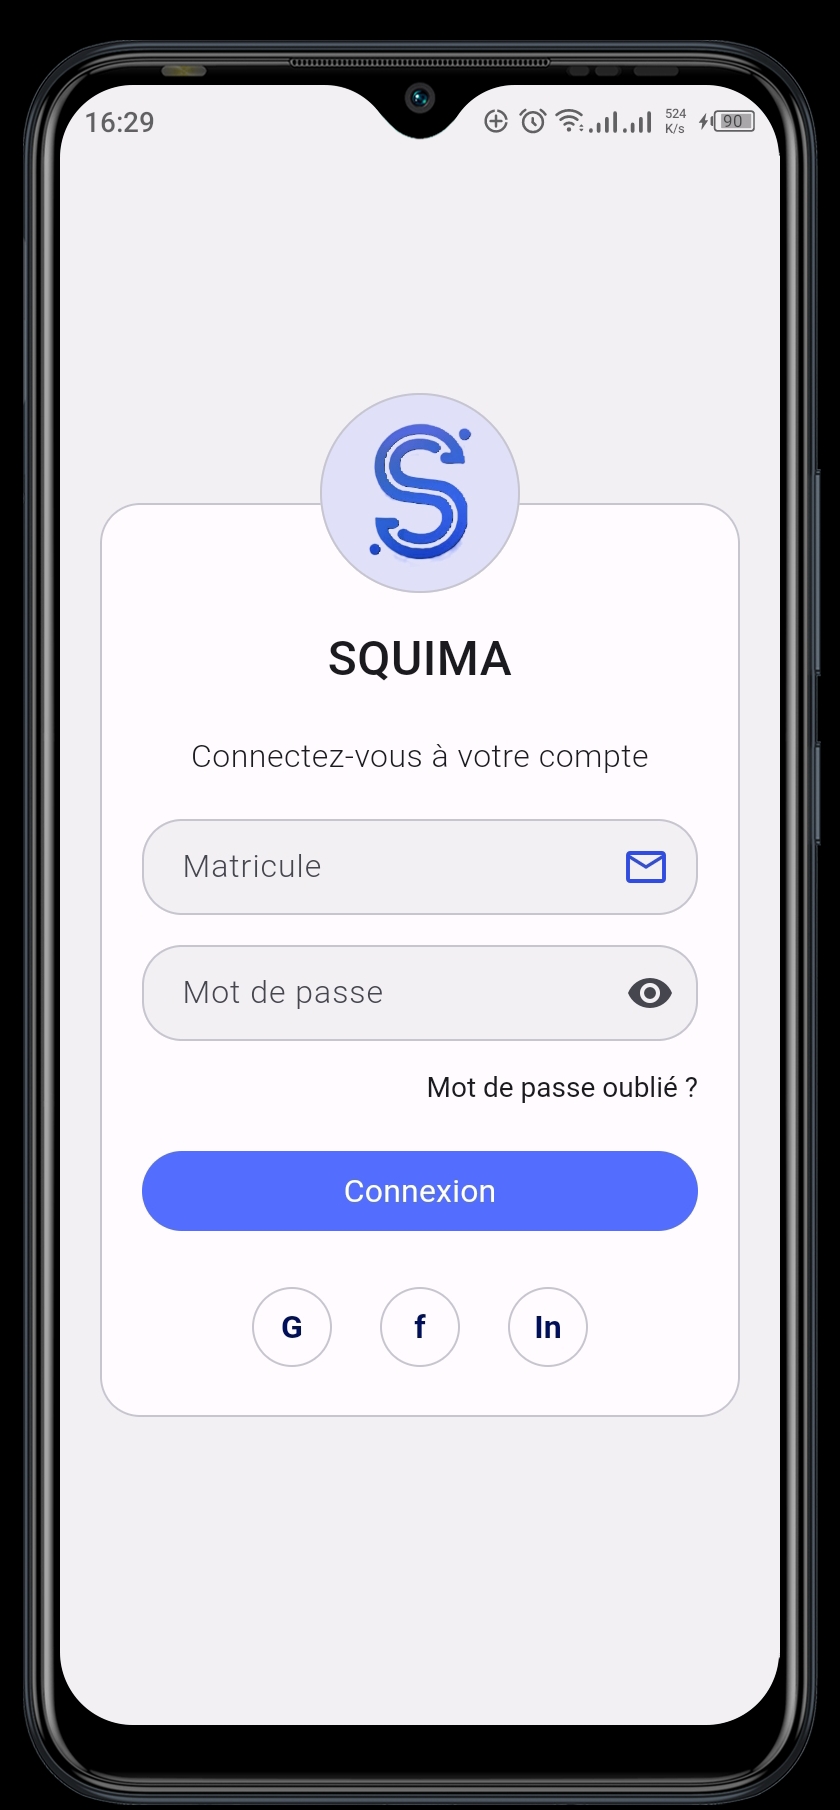 16:29
524
K/s
90
S
SQUIMA
Connectez-vous à votre compte
Matricule
Mot de passe
Mot de passe oublié ?
Connexion
G f In